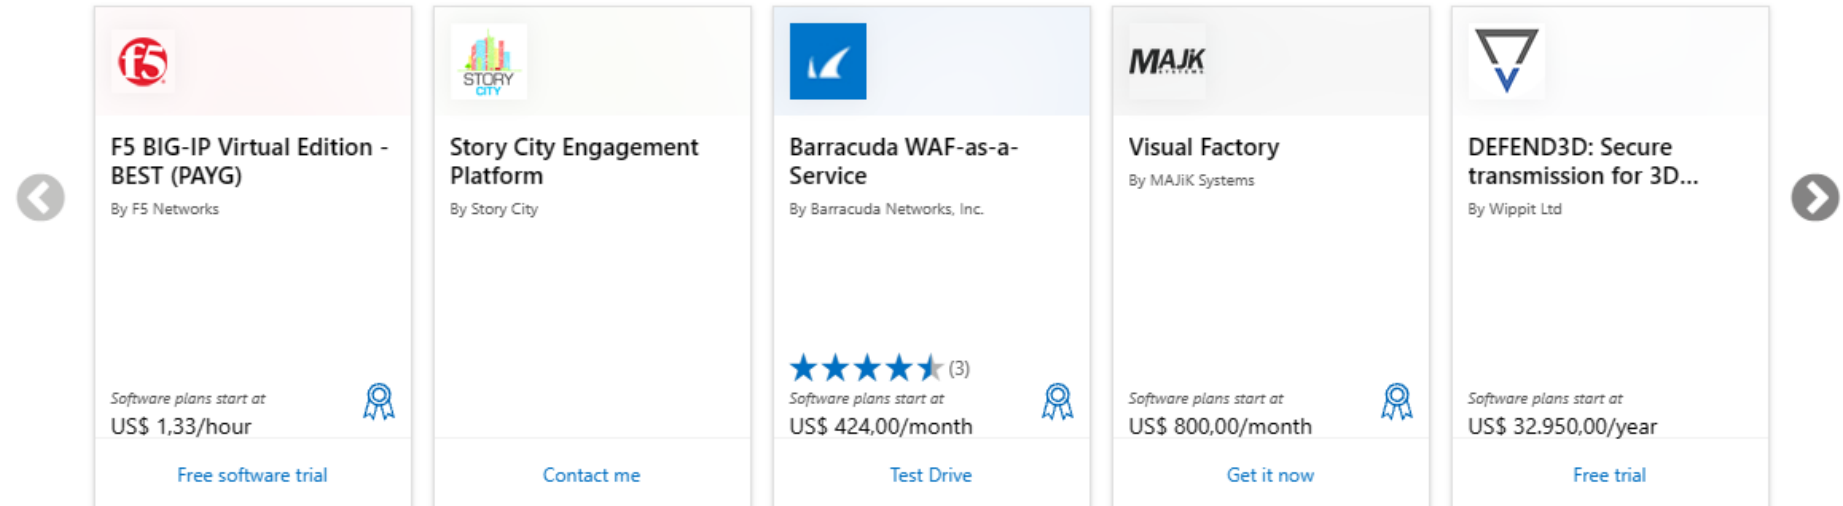 f5
F5 BIG-IP Virtual Edition -
BEST (PAYG)
By F5 Networks
Software plans start at
US$ 1,33/hour
Free software trial
STORY
CITY
Story City Engagement
Platform
By Story City
Contact me
Barracuda WAF-as-a-
Service
By Barracuda Networks, Inc.
(3)
Software plans start at
US$ 424,00/month
Test Drive
MAJiK
SYSTEMS
Visual Factory
By MAJiK Systems
Software plans start at
US$ 800,00/month
Get it now
DEFEND3D: Secure
transmission for 3D...
By Wippit Ltd
Software plans start at
US$ 32.950,00/year
Free trial